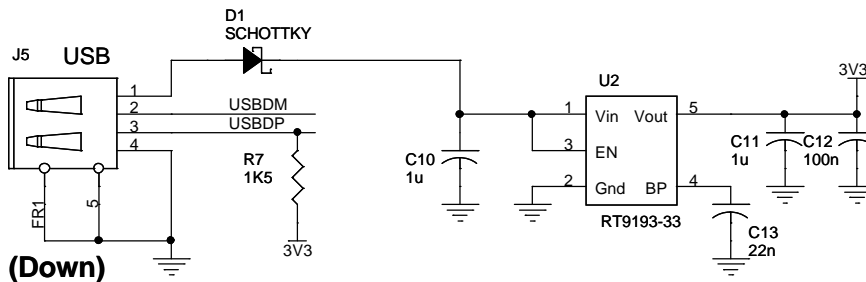 D1
SCHOTTKY
J5 USB
1
2 USBDM
3 USBDP
4
R7
1K5
3V3
FR1
5
(Down)
C10
1u
U2
1 Vin Vout 5
3 EN
2 Gnd BP 4
RT9193-33
C13
22n
3V3
C11
1u
C12
100n